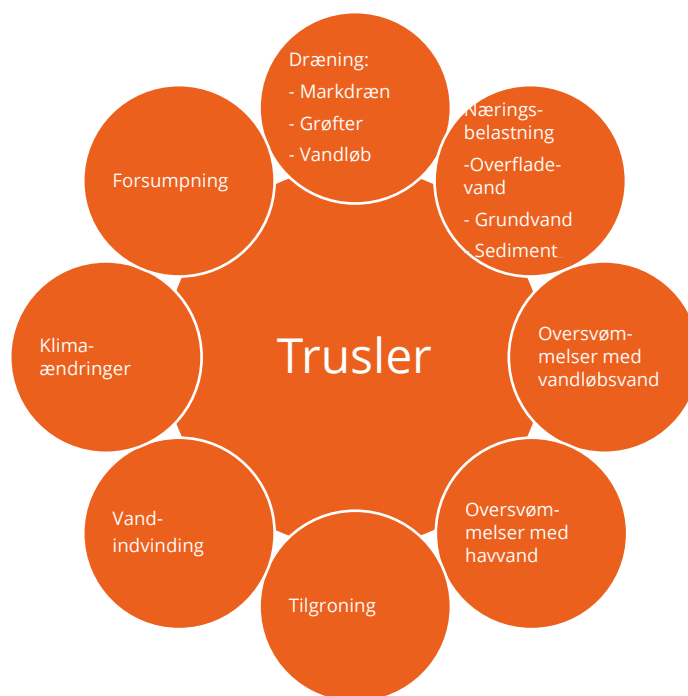 Dræning:
- Markdræn
- Grøfter
- Vandløb
Nærings-
belastning
-Overflade-
vand
- Grundvand
Sediment
Oversvøm-
melser med
vandløbsvand
Oversvøm-
melser med
havvand
Tilgroning
Vand-
indvinding
Klima-
ændringer
Forsumpning
Trusler